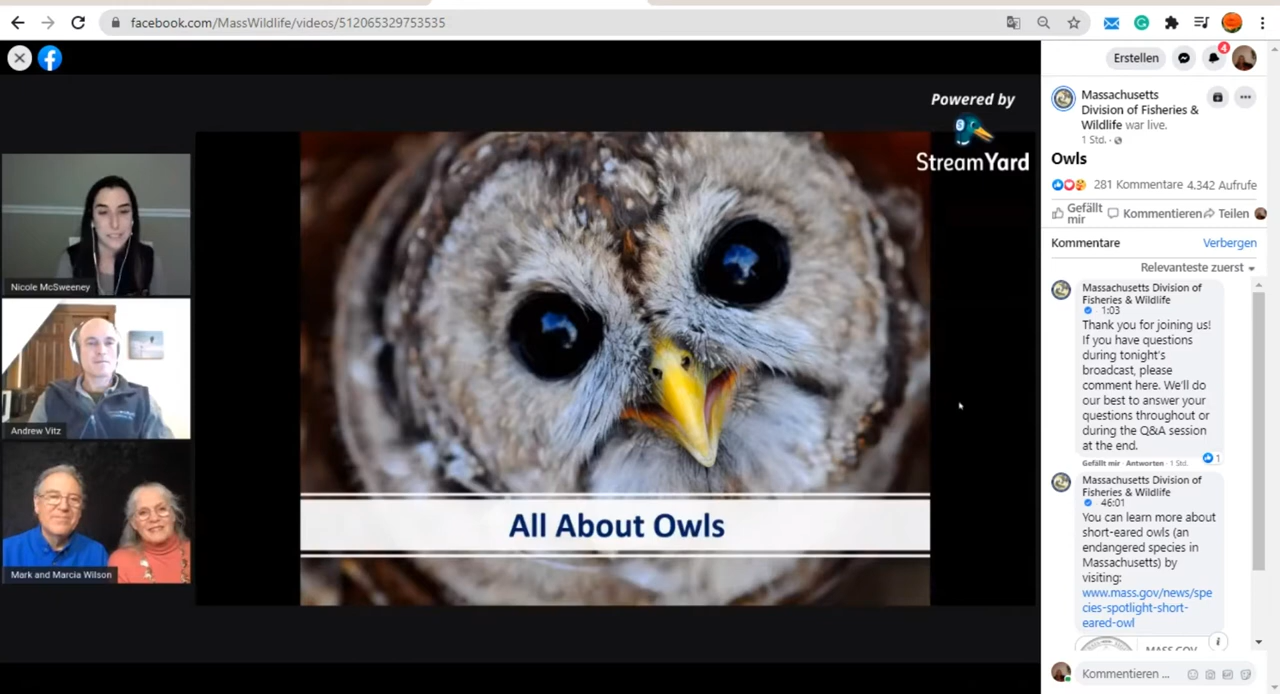 facebook.com/MassWildlife/videos/512065329753535
Erstellen
4
Powered by
StreamYard
Nicole McSweeney
Andrew Vitz
Mark and Marcia Wilson
All About Owls
Massachusetts
Division of Fisheries &
Wildlife war live.
1 Std. ·
Owls
281 Kommentare 4.342 Aufrufe
Gefällt
mir
Kommentieren
Teilen
Kommentare
Verbergen
Relevanteste zuerst
Massachusetts Division of
Fisheries & Wildlife
· 1:03
Thank you for joining us!
If you have questions
during tonight's
broadcast, please
comment here. We'll do
our best to answer your
questions throughout or
during the Q&A session
at the end.
1
Gefällt mir · Antworten · 1 Std.
Massachusetts Division of
Fisheries & Wildlife
· 46:01
You can learn more about
short-eared owls (an
endangered species in
Massachusetts) by
visiting:
www.mass.gov/news/spe
cies-spotlight-short-
eared-owl
MASS.GOV
Kommentieren ...